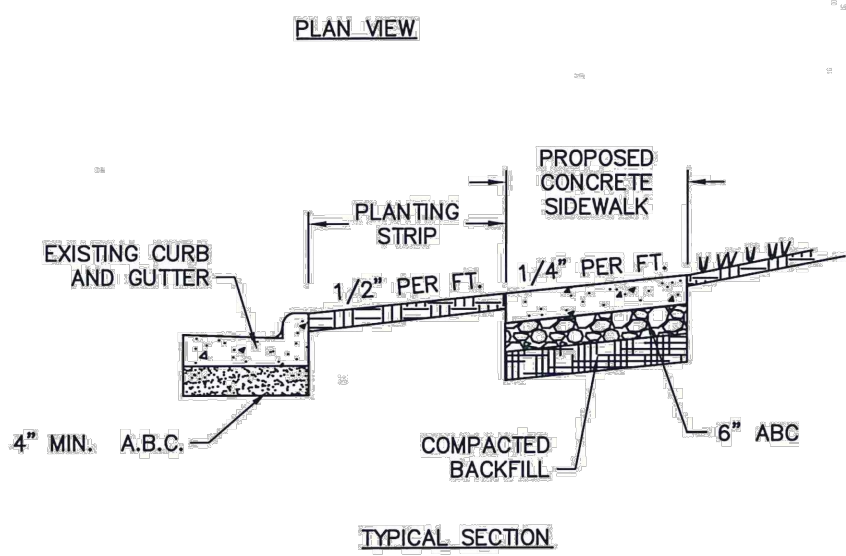 PLAN VIEW
PROPOSED
CONCRETE
SIDEWALK
PLANTING
STRIP
EXISTING CURB
AND GUTTER
1/2" PER FT.
1/4" PER FT.
4" MIN. A.B.C.
COMPACTED
BACKFILL
6" ABC
TYPICAL SECTION